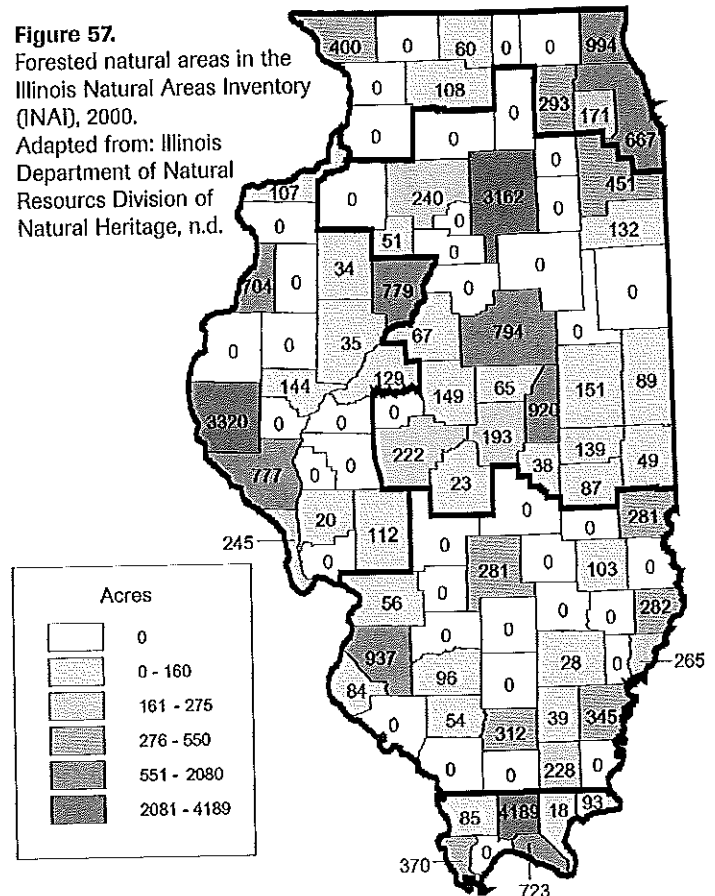 Figure 57.
Forested natural areas in the
Illinois Natural Areas Inventory
(INAI), 2000.
Adapted from: Illinois
Department of Natural
Resourcs Division of
Natural Heritage, n.d.
400 0 60 0 0 994
0 108 0 293 171 667
0 0 0 451
107 0 240 3162 0 132
0 51 0 0 0
704 0 34 779 0 794 0 0
0 0 35 67
144 129 149 65 920 151 89
3320 0 0 0 193 139
777 0 0 222 23 38 87 49
245 20 112 0 0 281
0 0 281 0 103 0
56 0 0 0 0 282
937 0 0 28 0 265
84 96 0
0 54 312 39 345
0 0 228 0
85 4189 18 93
370 0 723
Acres
0
0 - 160
161 - 275
276 - 550
551 - 2080
2081 - 4189